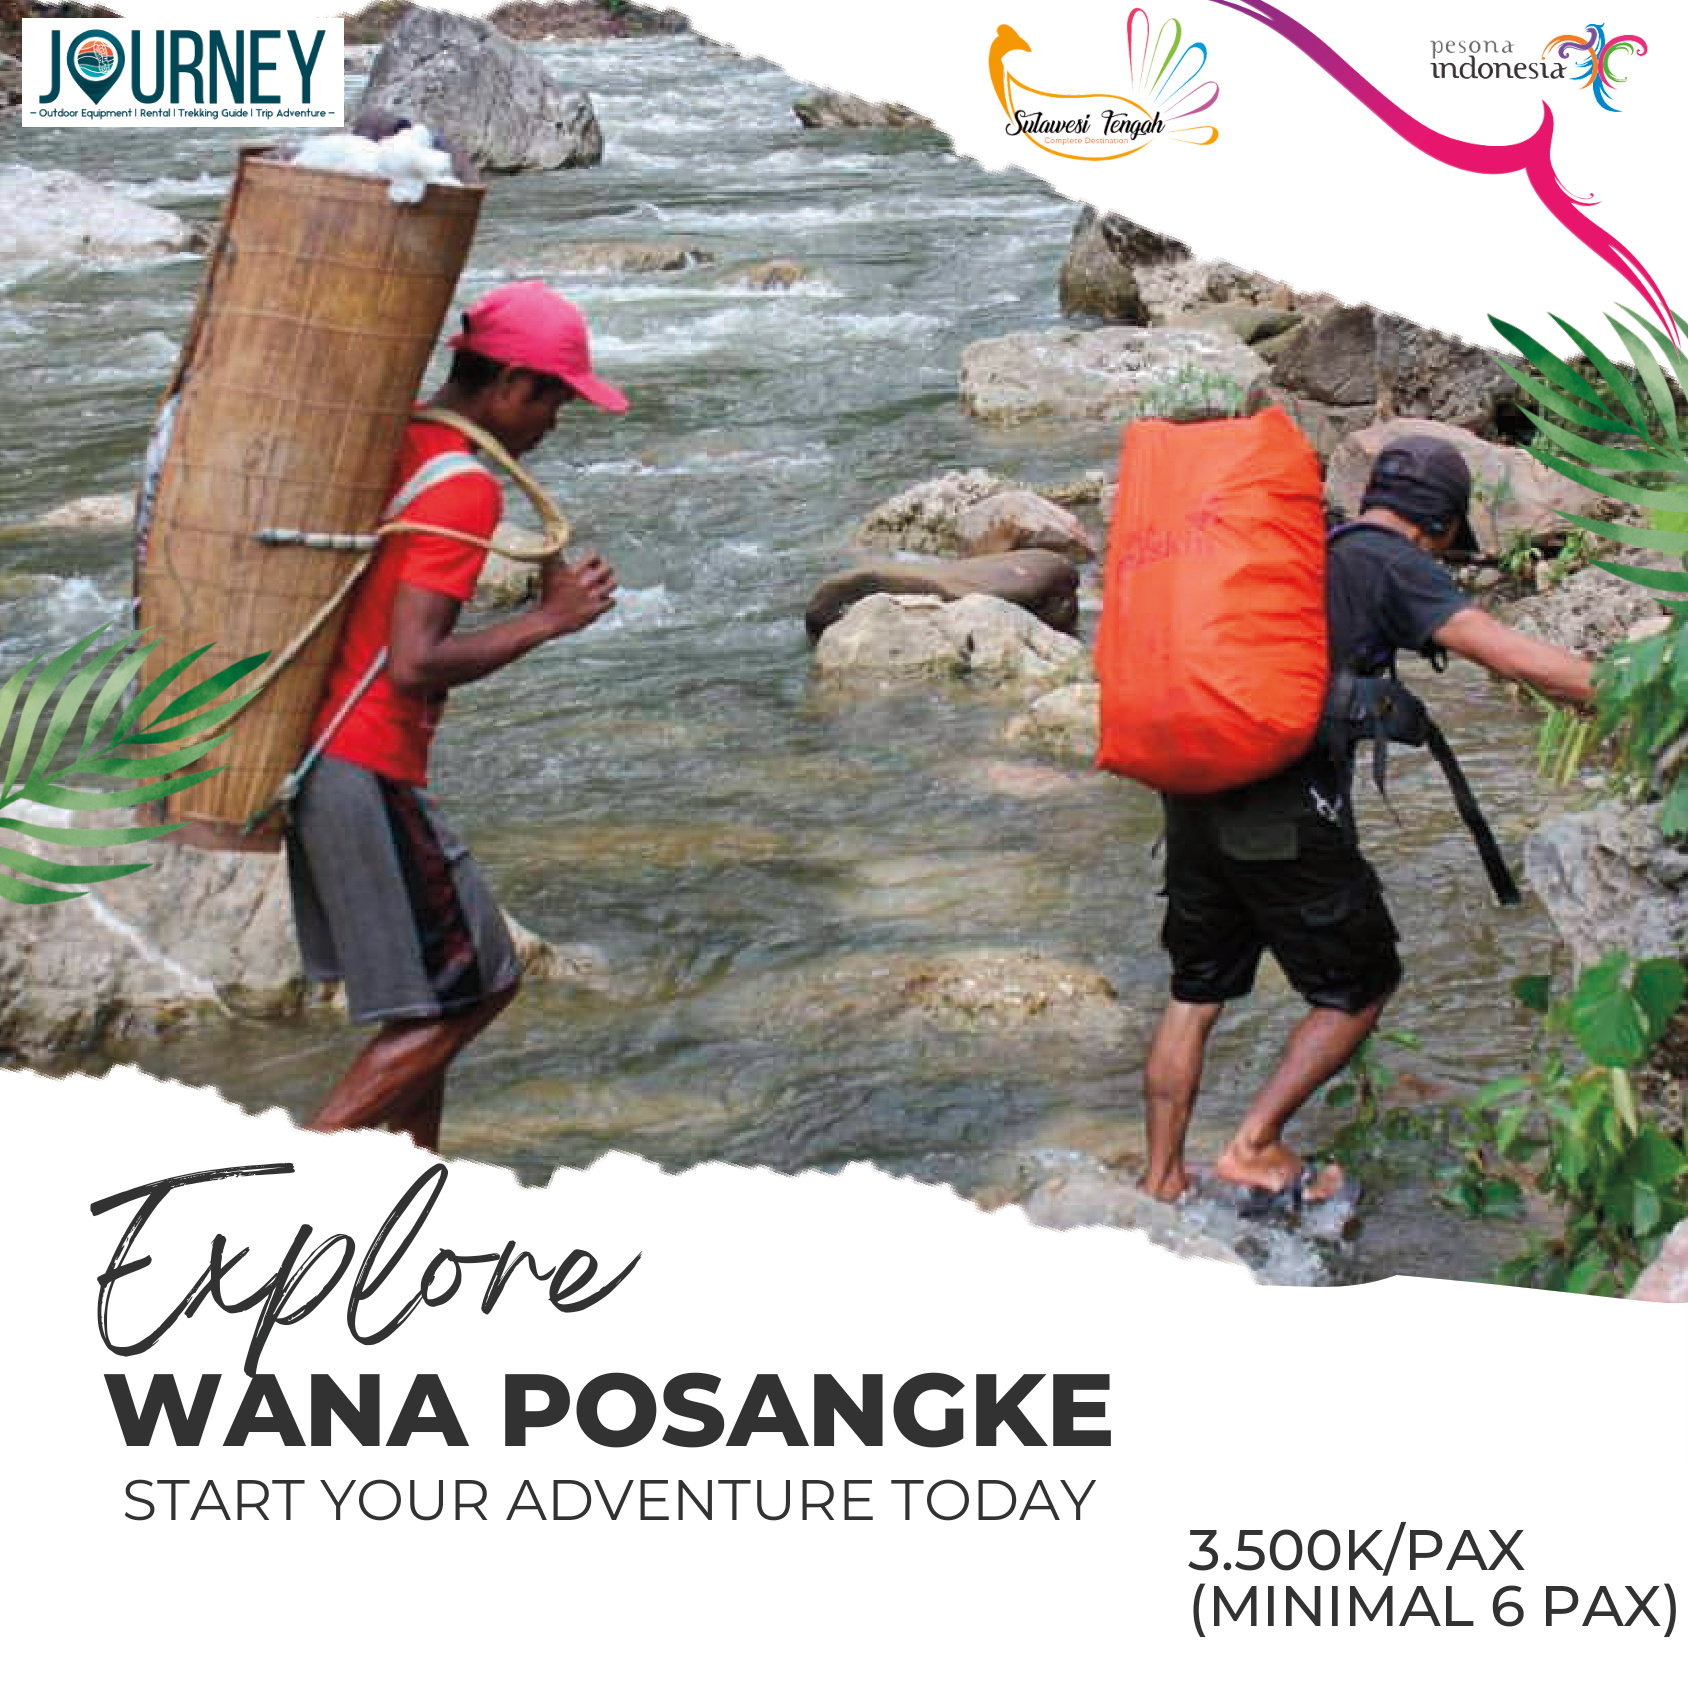 JOURNEY
- Outdoor Equipment | Rental | Trekking Guide | Trip Adventure -
Sulawesi Tengah
Complete Destination
pesona
indonesia
Explore
WANA POSANGKE
START YOUR ADVENTURE TODAY
3.500K/PAX
(MINIMAL 6 PAX)